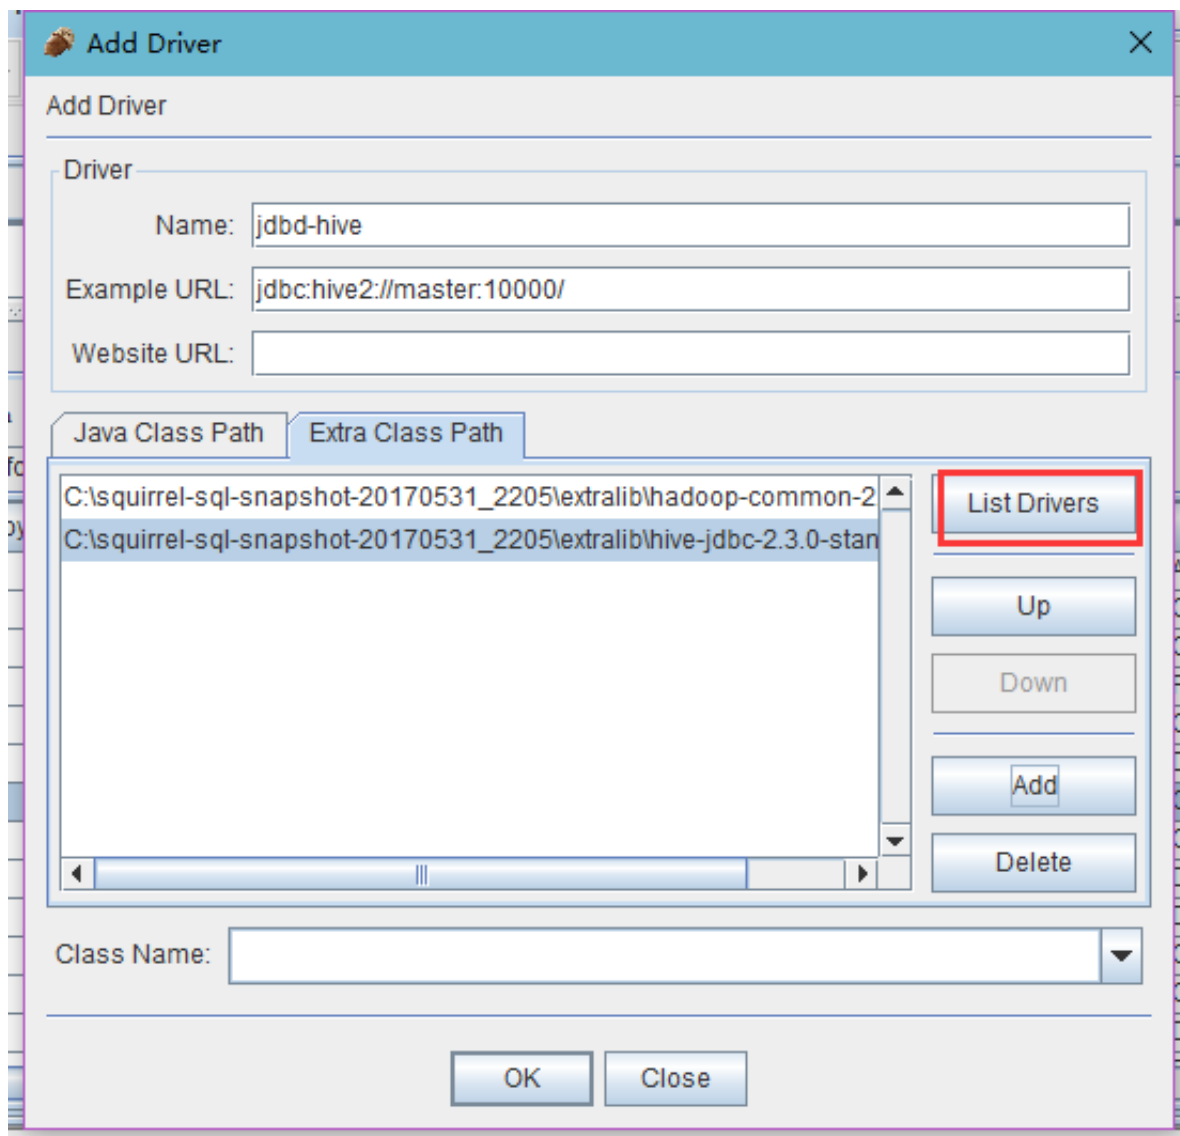 Add Driver
Add Driver
Driver
Name: jdbd-hive
Example URL: jdbc:hive2://master:10000/
Website URL:
Java Class Path Extra Class Path
C:\squirrel-sql-snapshot-20170531_2205\extralib\hadoop-common-2
C:\squirrel-sql-snapshot-20170531_2205\extralib\hive-jdbc-2.3.0-stan
List Drivers
Up
Down
Add
Delete
Class Name:
OK Close